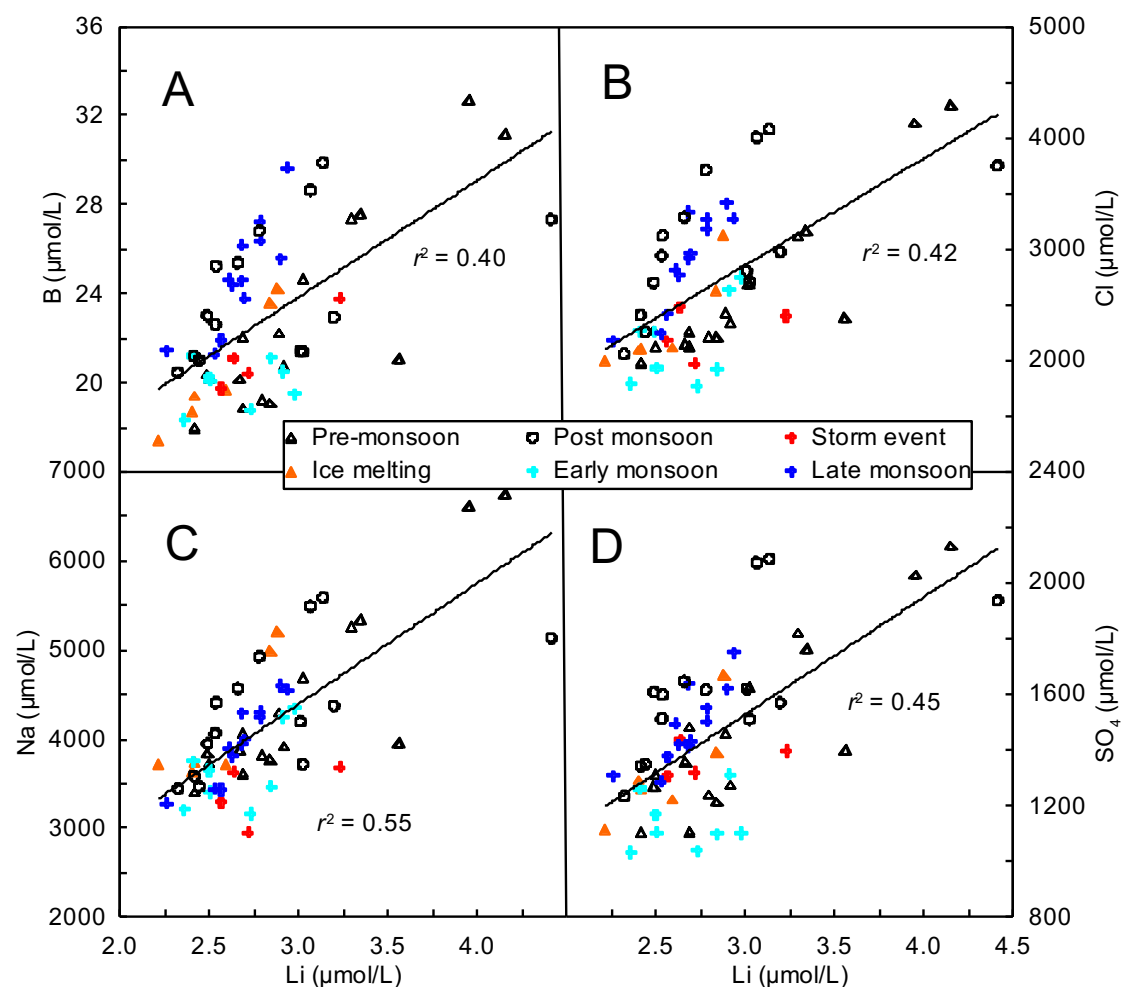 36
5000
A
B
32
4000
28
B (µmol/L)
r² = 0.40
r² = 0.42
3000
Cl (µmol/L)
24
20
2000
Pre-monsoon
Post monsoon
Storm event
Ice melting
Early monsoon
Late monsoon
7000
2400
C
D
6000
2000
5000
Na (µmol/L)
r² = 0.45
1600
SO₄ (µmol/L)
4000
r² = 0.55
3000
1200
2000
800
2.0
2.5
3.0
3.5
4.0
2.5
3.0
3.5
4.0
4.5
Li (µmol/L)
Li (µmol/L)